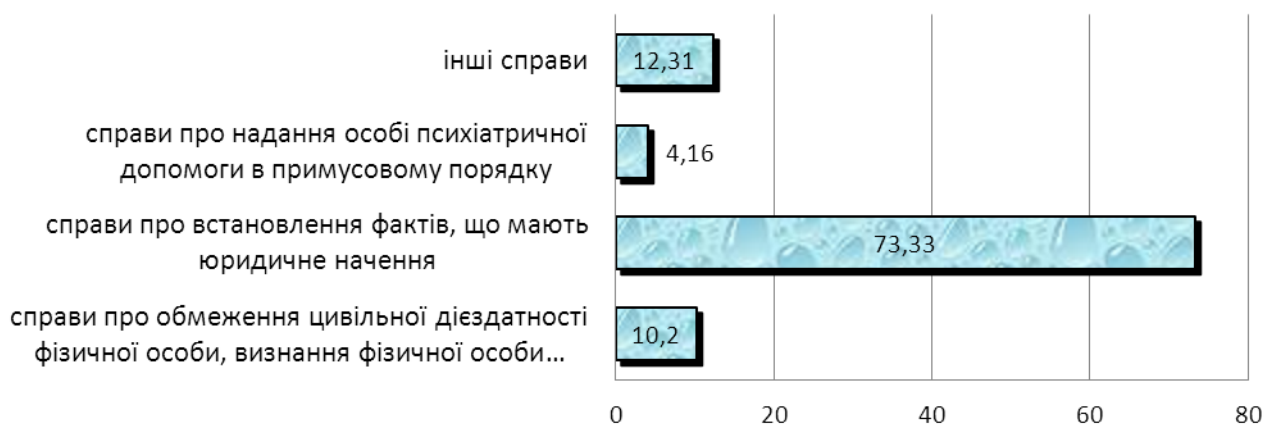 інші справи
12,31
справи про надання особі психіатричної
допомоги в примусовому порядку
4,16
справи про встановлення фактів, що мають
юридичне начення
73,33
справи про обмеження цивільної дієздатності
фізичної особи, визнання фізичної особи…
10,2
0 20 40 60 80